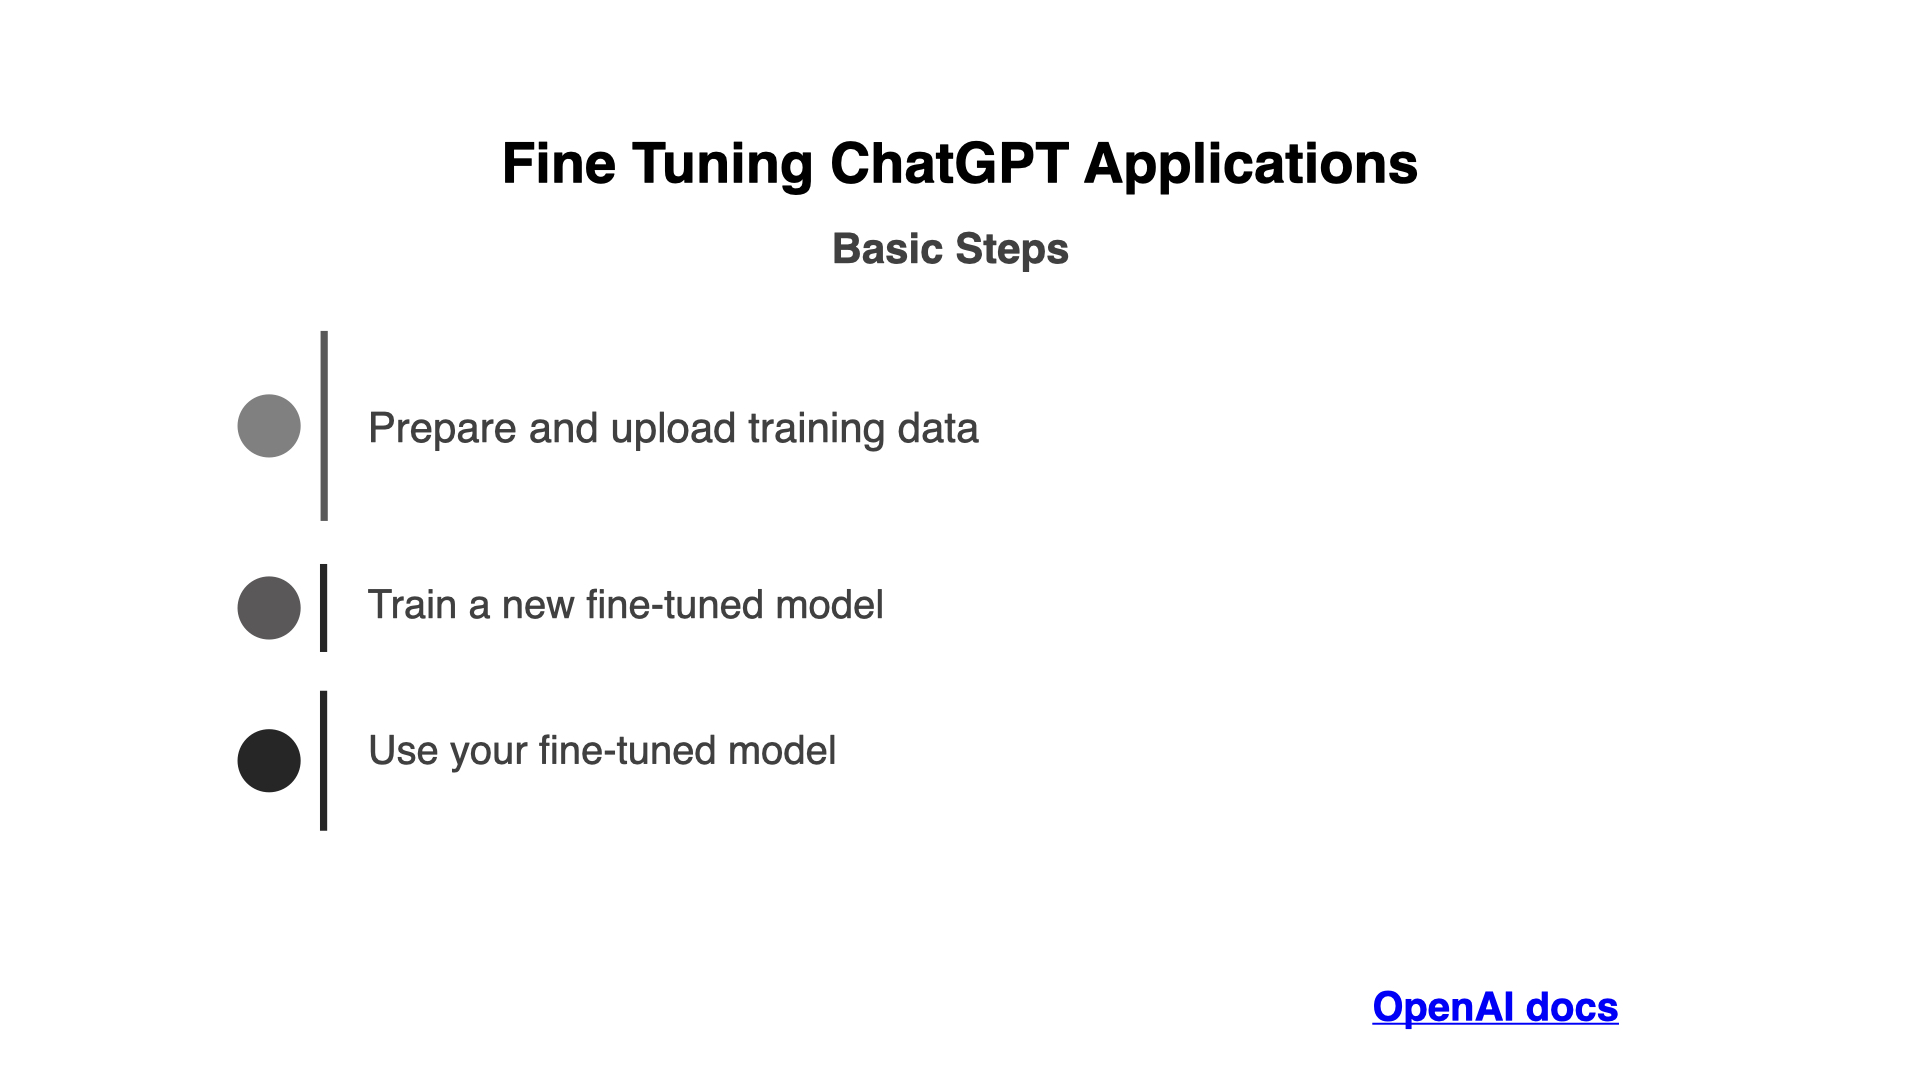 Fine Tuning ChatGPT Applications
Basic Steps
Prepare and upload training data
Train a new fine-tuned model
Use your fine-tuned model
OpenAI docs